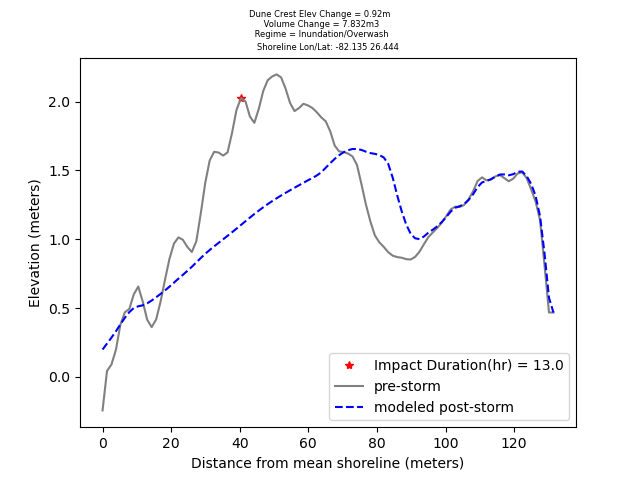 Dune Crest Elev Change = 0.92m
Volume Change = 7.832m3
Regime = Inundation/Overwash
Shoreline Lon/Lat: -82.135 26.444
2.0
1.5
1.0
0.5
0.0
Elevation (meters)
Impact Duration(hr) = 13.0
pre-storm
modeled post-storm
0 20 40 60 80 100 120
Distance from mean shoreline (meters)